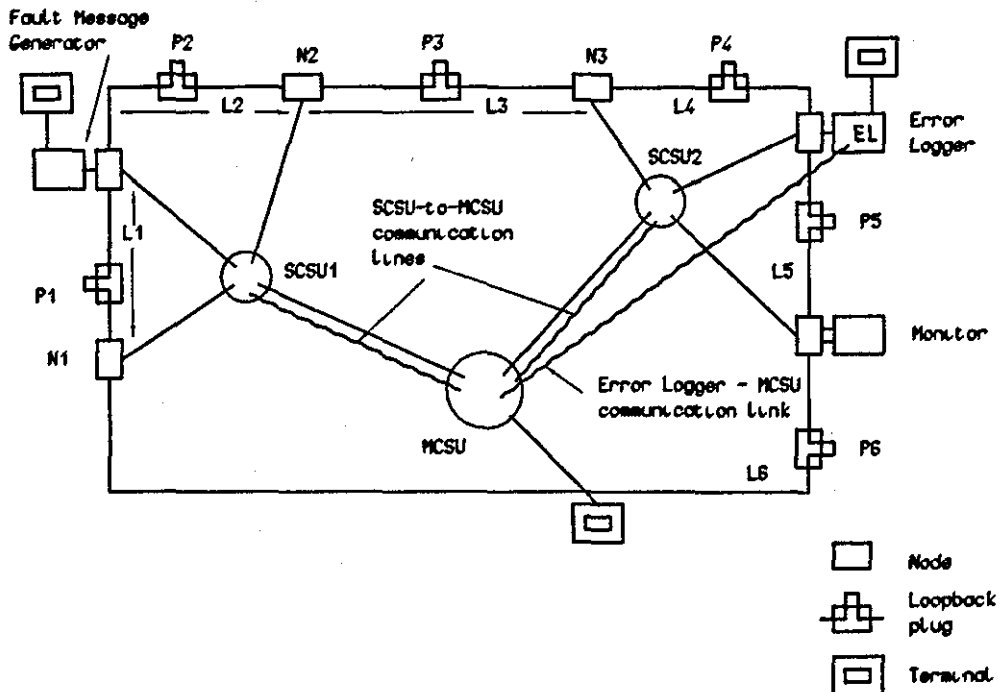 Fault Message
Generator
P2
N2
P3
N3
P4
L2
L3
L4
EL
Error
Logger
SCSU2
SCSU-to-MCSU
communication
lines
L1
P5
SCSU1
L5
P1
Monitor
N1
Error Logger - MCSU
communication link
MCSU
P6
L6
Node
Loopback
plug
Terminal